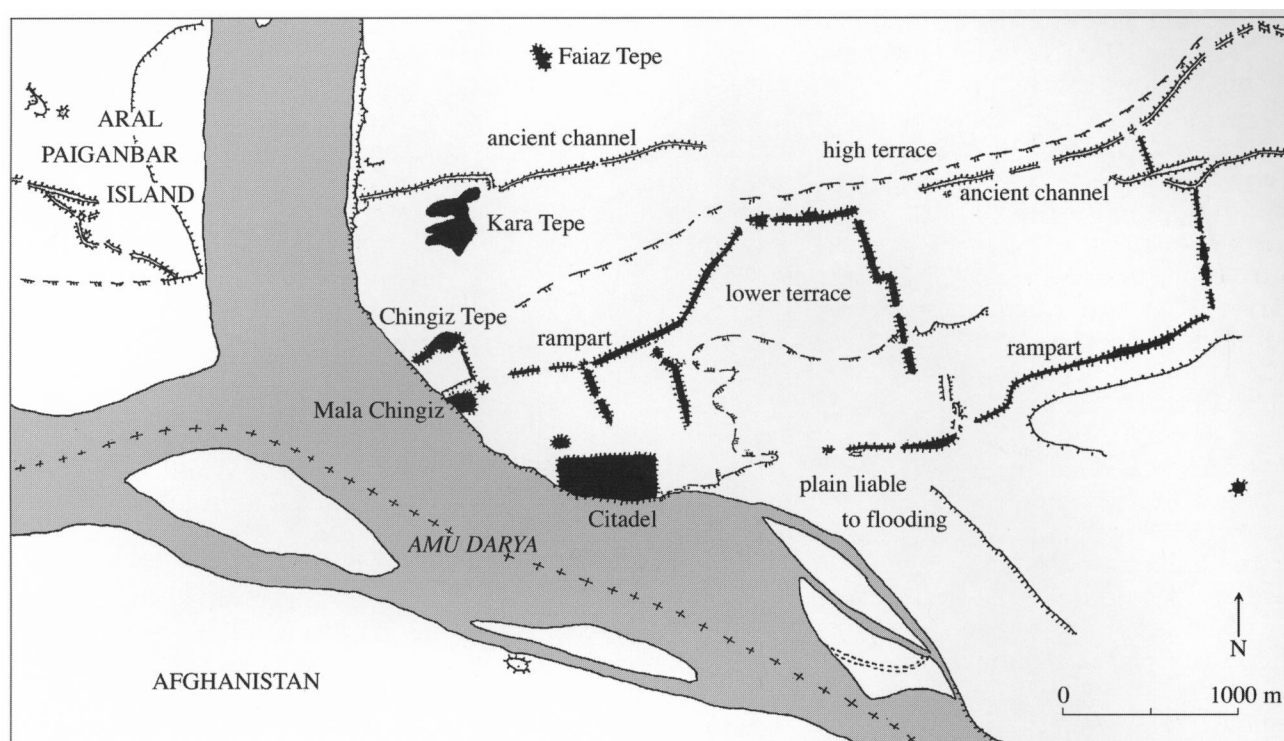 Faiaz Tepe
ARAL
PAIGANBAR
ISLAND
ancient channel
high terrace
ancient channel
Kara Tepe
lower terrace
Chingiz Tepe
rampart
rampart
Mala Chingiz
plain liable
to flooding
Citadel
AMU DARYA
AFGHANISTAN
N
0 1000 m